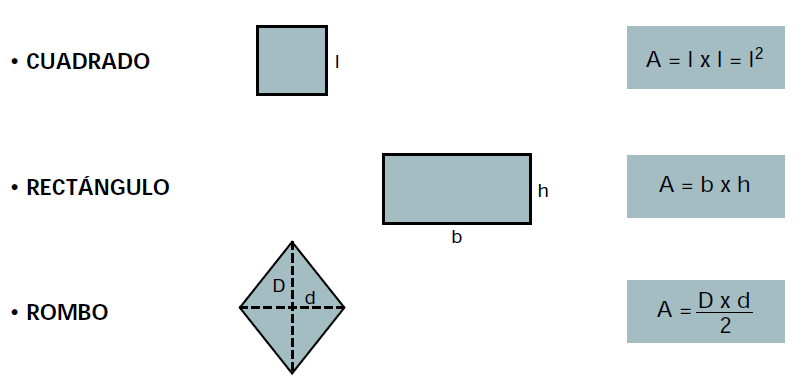 • CUADRADO
l
A = l x l = l²
• RECTÁNGULO
h
b
A = b x h
• ROMBO
D
d
A = D x d
2